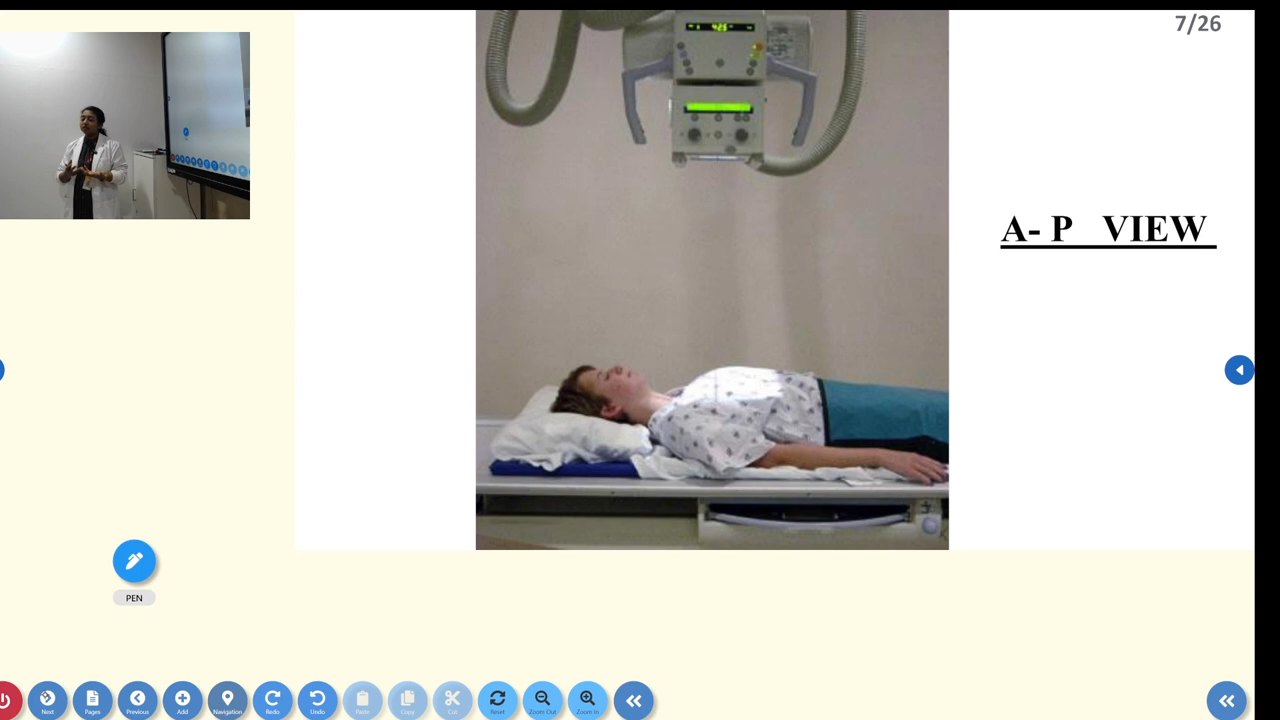 7/26
A- P VIEW
PEN
Next
Pages
Previous
Add
Navigation
Redo
Undo
Paste
Copy
Cut
Reset
Zoom Out
Zoom In